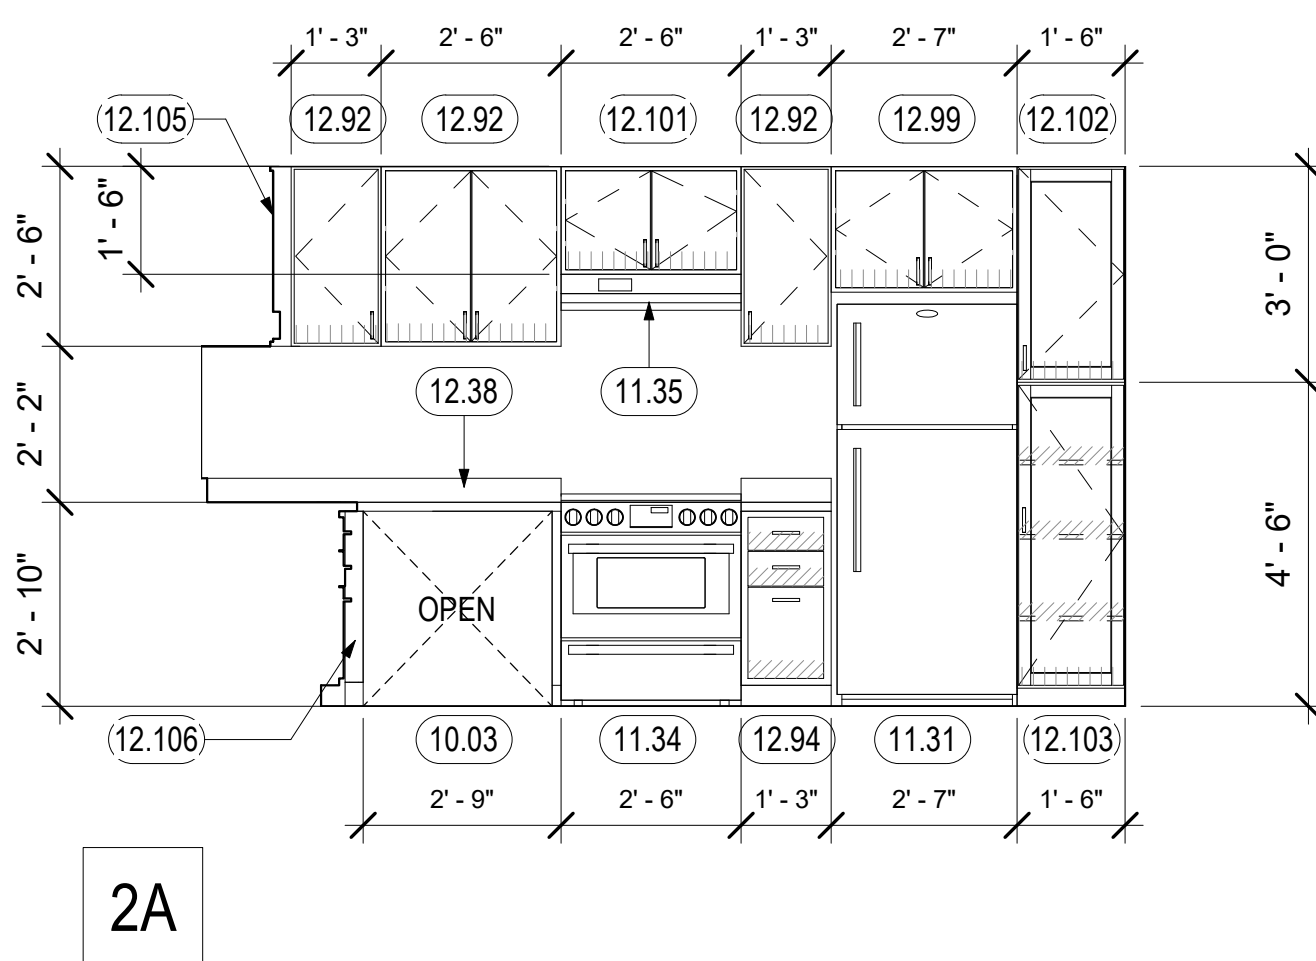 1' - 3" 2' - 6" 2' - 6" 1' - 3" 2' - 7" 1' - 6"
12.105 12.92 12.92 12.101 12.92 12.99 12.102
1' - 6"
2' - 6"
3' - 0"
12.38 11.35
2' - 2"
4' - 6"
2' - 10"
OPEN
12.106 10.03 11.34 12.94 11.31 12.103
2' - 9" 2' - 6" 1' - 3" 2' - 7" 1' - 6"
2A